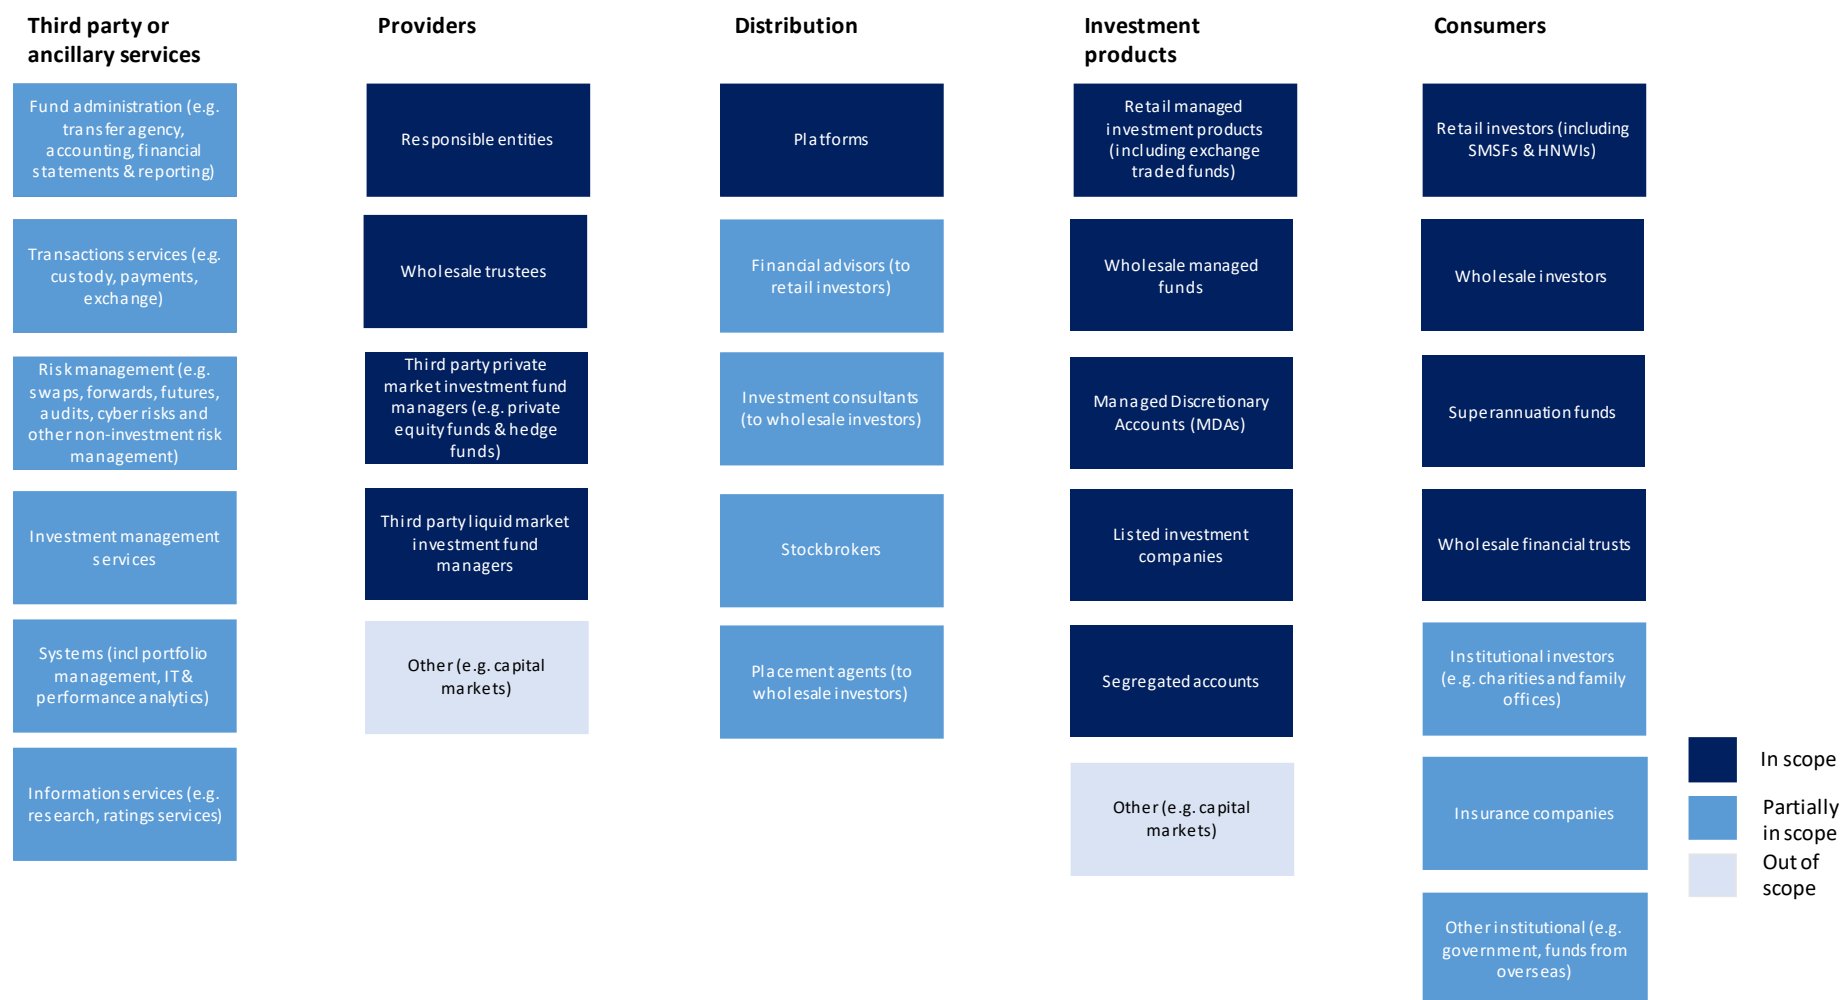 Third party or
ancillary services
Fund administration (e.g.
transfer agency,
accounting, financial
statements & reporting)
Transactions services (e.g.
custody, payments,
exchange)
Risk management (e.g.
swaps, forwards, futures,
audits, cyber risks and
other non-investment risk
management)
Investment management
services
Systems (incl portfolio
management, IT &
performance analytics)
Information services (e.g.
research, ratings services)
Providers
Responsible entities
Wholesale trustees
Third party private
market investment fund
managers (e.g. private
equity funds & hedge
funds)
Third party liquid market
investment fund
managers
Other (e.g. capital
markets)
Distribution
Platforms
Financial advisors (to
retail investors)
Investment consultants
(to wholesale investors)
Stockbrokers
Placement agents (to
wholesale investors)
Investment
products
Retail managed
investment products
(including exchange
traded funds)
Wholesale managed
funds
Managed Discretionary
Accounts (MDAs)
Listed investment
companies
Segregated accounts
Other (e.g. capital
markets)
Consumers
Retail investors (including
SMSFs & HNWIs)
Wholesale investors
Superannuation funds
Wholesale financial trusts
Institutional investors
(e.g. charities and family
offices)
Insurance companies
Other institutional (e.g.
government, funds from
overseas)
In scope
Partially
in scope
Out of
scope